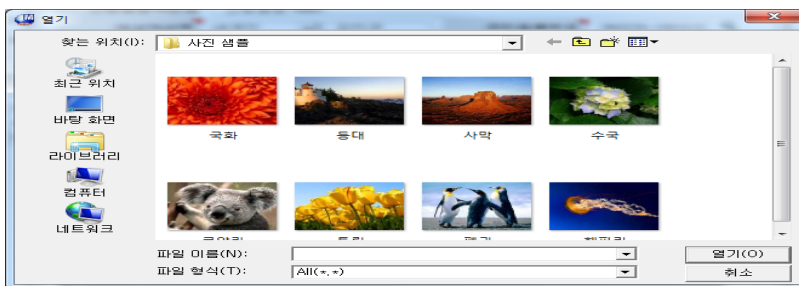 열기
찾는 위치(I):
사진 샘플
최근 위치
바탕 화면
라이브러리
컴퓨터
네트워크
국화
등대
사막
수국
파일 이름(N):
열기(O)
파일 형식(T):
All(*.*)
취소